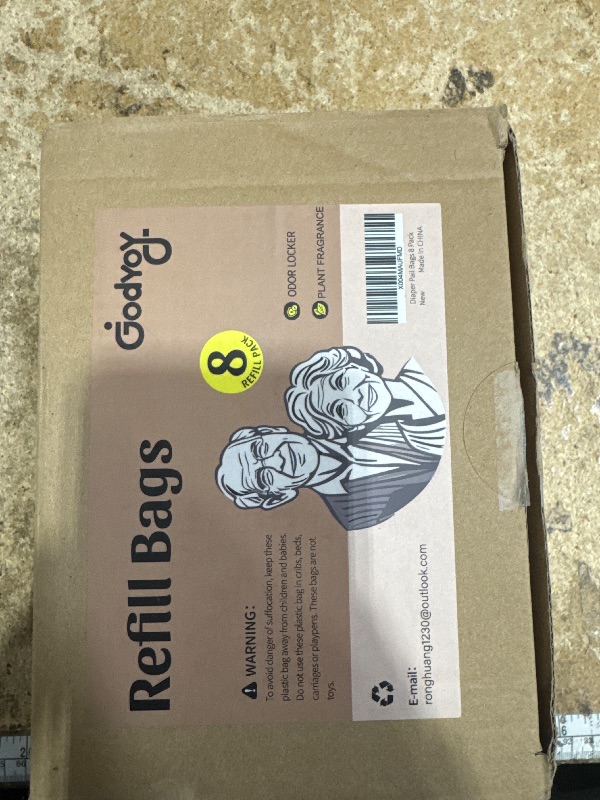 Refill Bags
Godyoy
8
REFILL PACK
ODOR LOCKER
PLANT FRAGRANCE
WARNING:
To avoid danger of suffocation, keep these
plastic bag away from children and babies.
Do not use these plastic bag in cribs, beds,
carriages or playpens. These bags are not
toys.
X004MAUFMD
Diaper Pail Bags 8 Pack
New
Made in CHINA
E-mail:
ronghuang1230@outlook.com